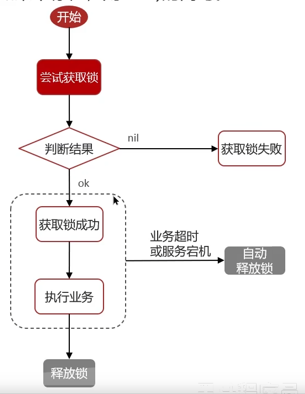 开始
尝试获取锁
判断结果
nil
获取锁失败
ok
获取锁成功
业务超时
或服务宕机
自动
释放锁
执行业务
释放锁